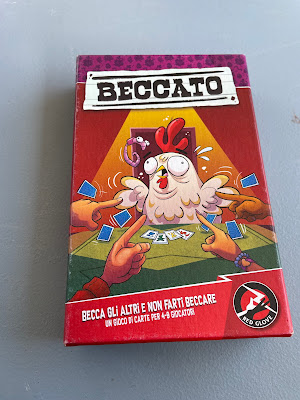 BECCATO
BECCA GLI ALTRI E NON FARTI BECCARE
UN GIOCO DI CARTE PER 4-8 GIOCATORI
RED GLOVE